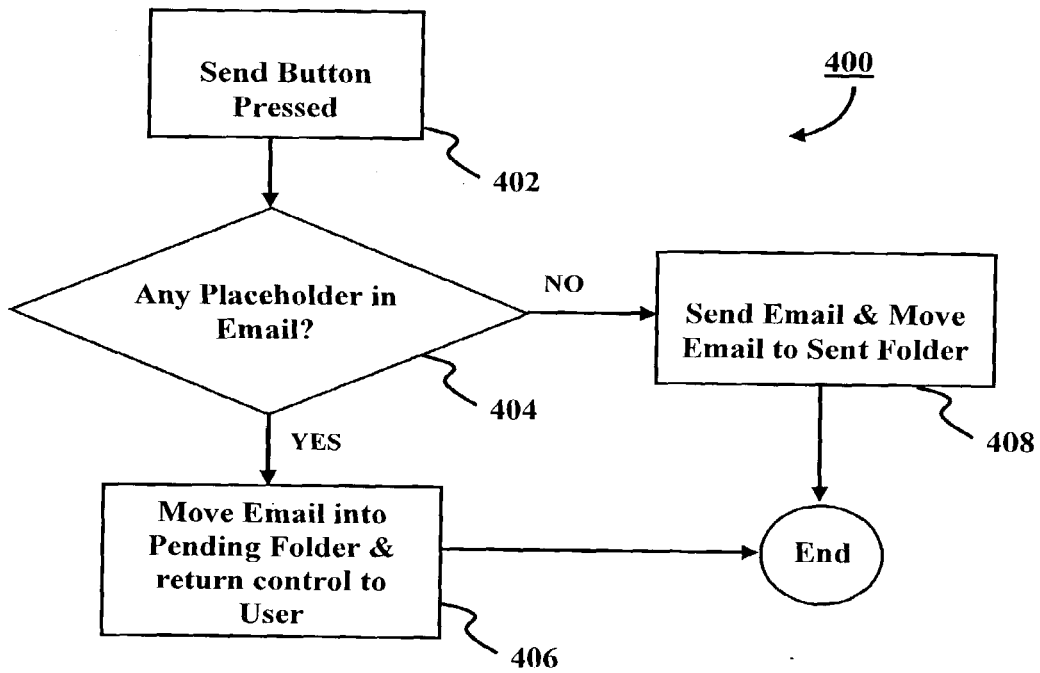 Send Button
Pressed
400
402
Any Placeholder in
Email?
NO
Send Email & Move
Email to Sent Folder
404
408
YES
Move Email into
Pending Folder &
return control to
User
End
406